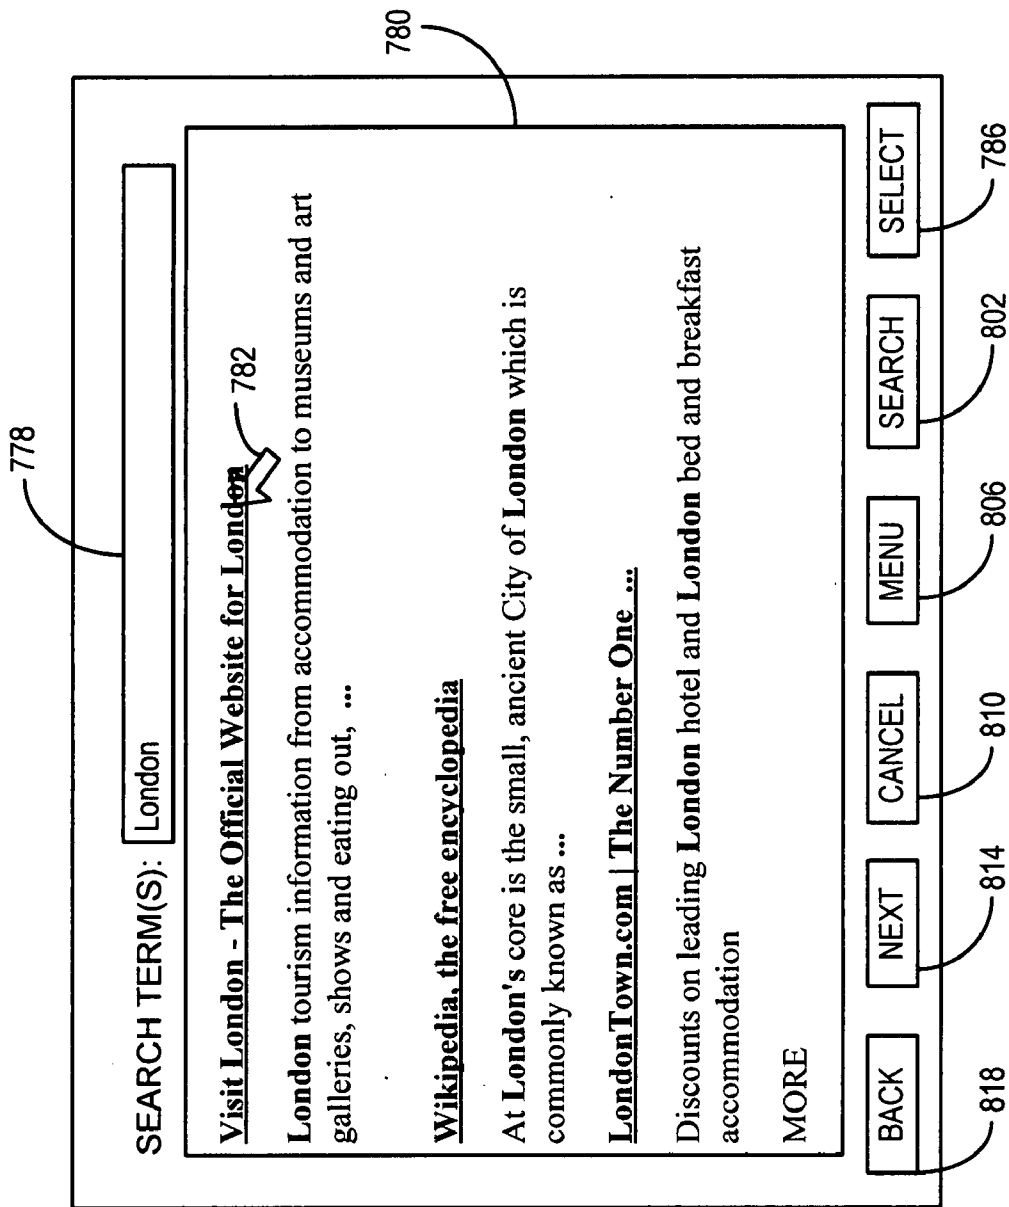 778
SEARCH TERM(S): London
780
Visit London - The Official Website for London
782
London tourism information from accommodation to museums and art
galleries, shows and eating out, ...
Wikipedia, the free encyclopedia
At London's core is the small, ancient City of London which is
commonly known as ...
LondonTown.com | The Number One ...
Discounts on leading London hotel and London bed and breakfast
accommodation
MORE
BACK NEXT CANCEL MENU SEARCH SELECT
818 814 810 806 802 786